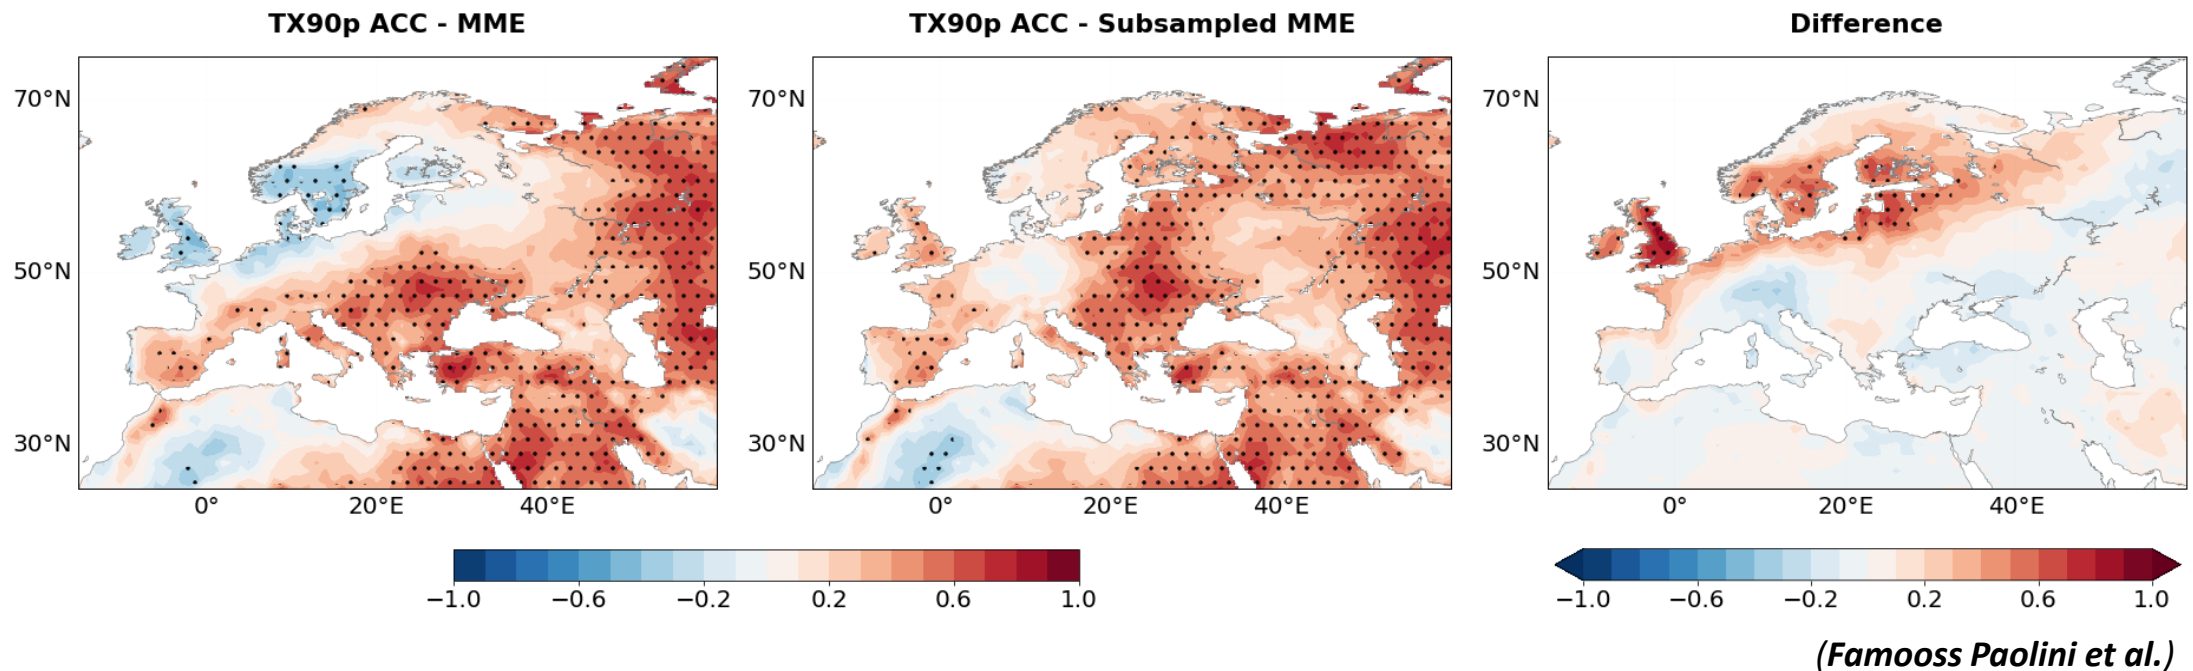 TX90p ACC - MME
TX90p ACC - Subsampled MME
Difference
70°N
50°N
30°N
0°
20°E
40°E
70°N
50°N
30°N
0°
20°E
40°E
70°N
50°N
30°N
0°
20°E
40°E
−1.0
−0.6
−0.2
0.2
0.6
1.0
−1.0
−0.6
−0.2
0.2
0.6
1.0
(Famooss Paolini et al.)